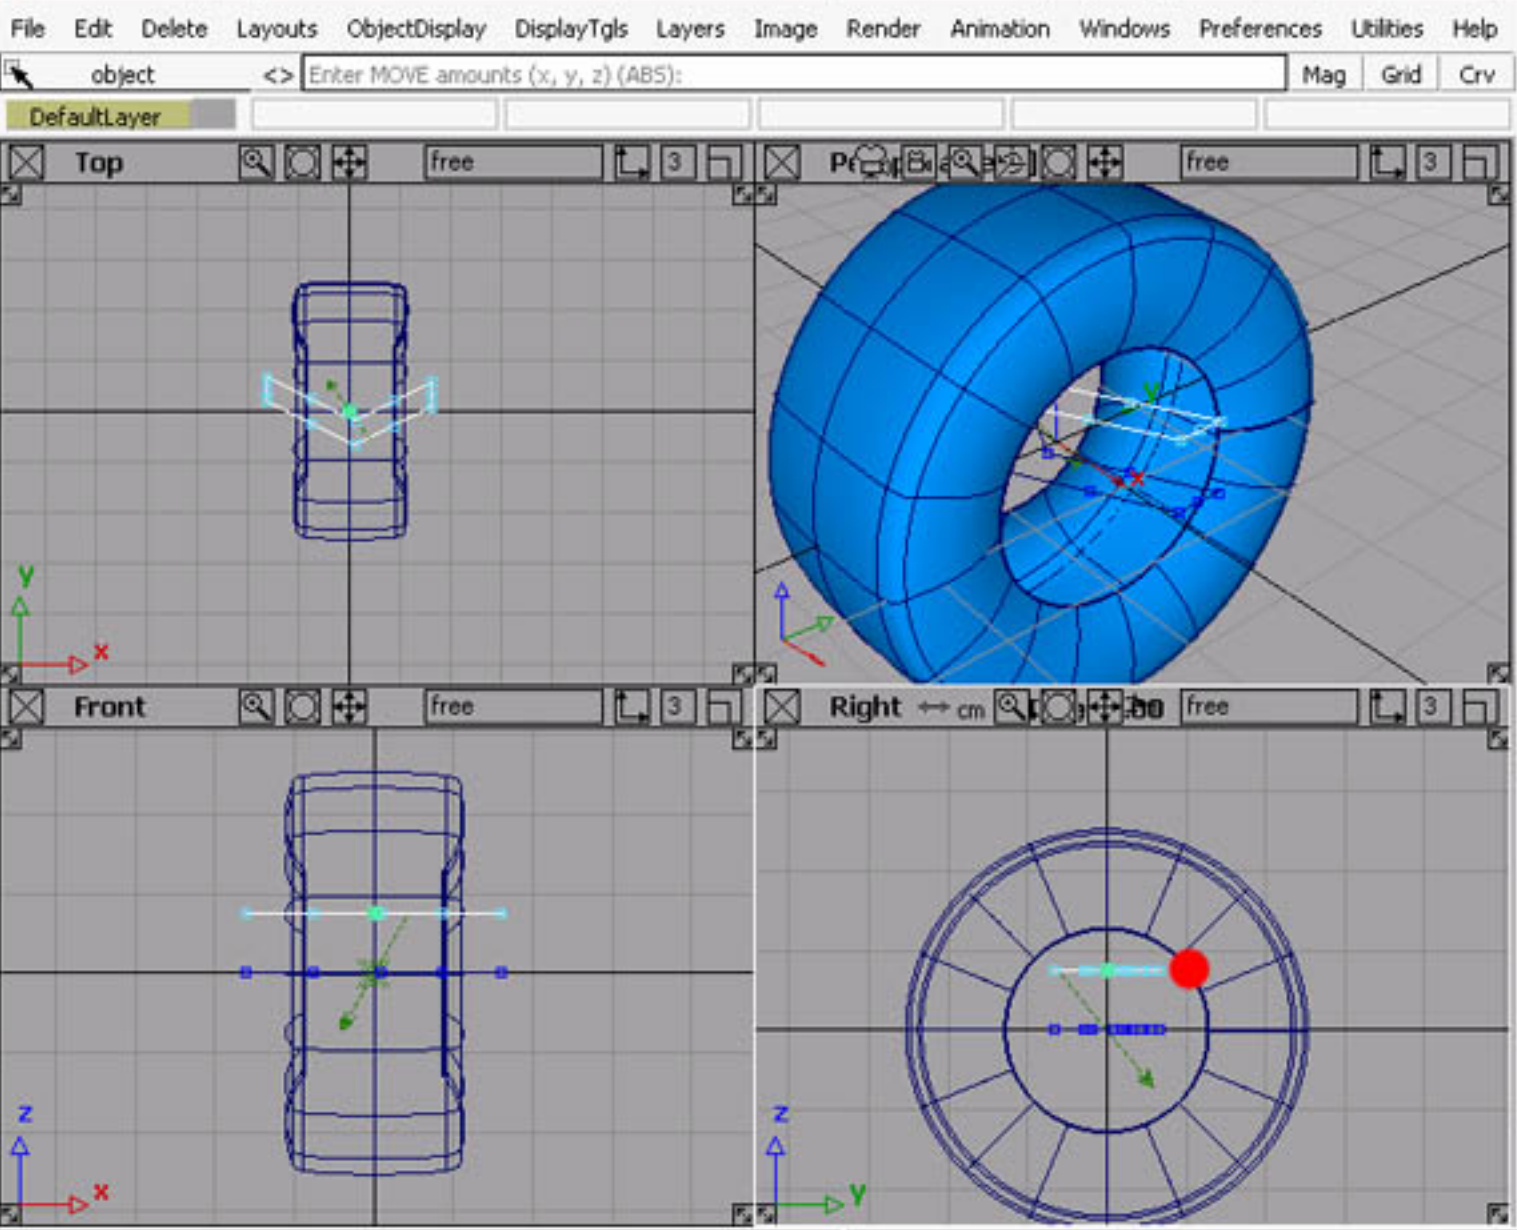 File Edit Delete Layouts ObjectDisplay DisplayTgls Layers Image Render Animation Windows Preferences Utilities Help
object <> Enter MOVE amounts (x, y, z) (ABS): Mag Grid Crv
DefaultLayer
Top free 3
free 3
y
x
y
x
Front free 3
Right cm free 3
z
x
z
y